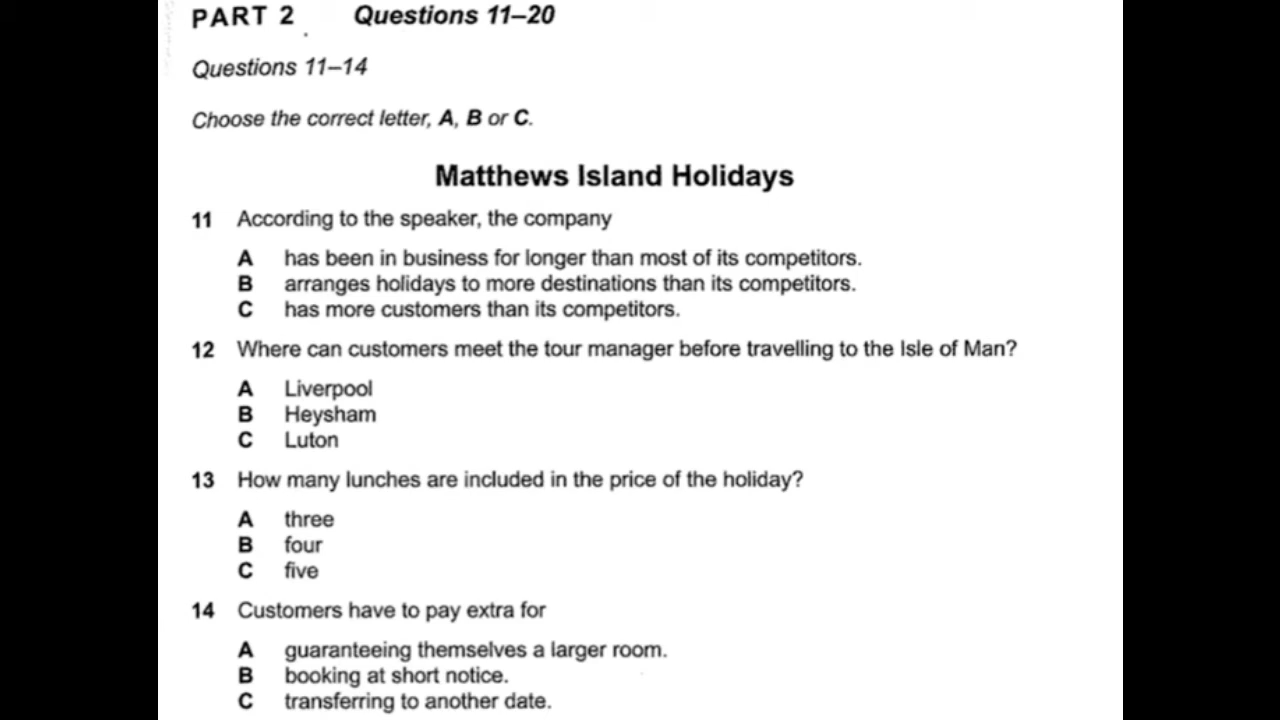 PART 2 Questions 11–20
Questions 11–14
Choose the correct letter, A, B or C.
Matthews Island Holidays
11 According to the speaker, the company
A has been in business for longer than most of its competitors.
B arranges holidays to more destinations than its competitors.
C has more customers than its competitors.
12 Where can customers meet the tour manager before travelling to the Isle of Man?
A Liverpool
B Heysham
C Luton
13 How many lunches are included in the price of the holiday?
A three
B four
C five
14 Customers have to pay extra for
A guaranteeing themselves a larger room.
B booking at short notice.
C transferring to another date.